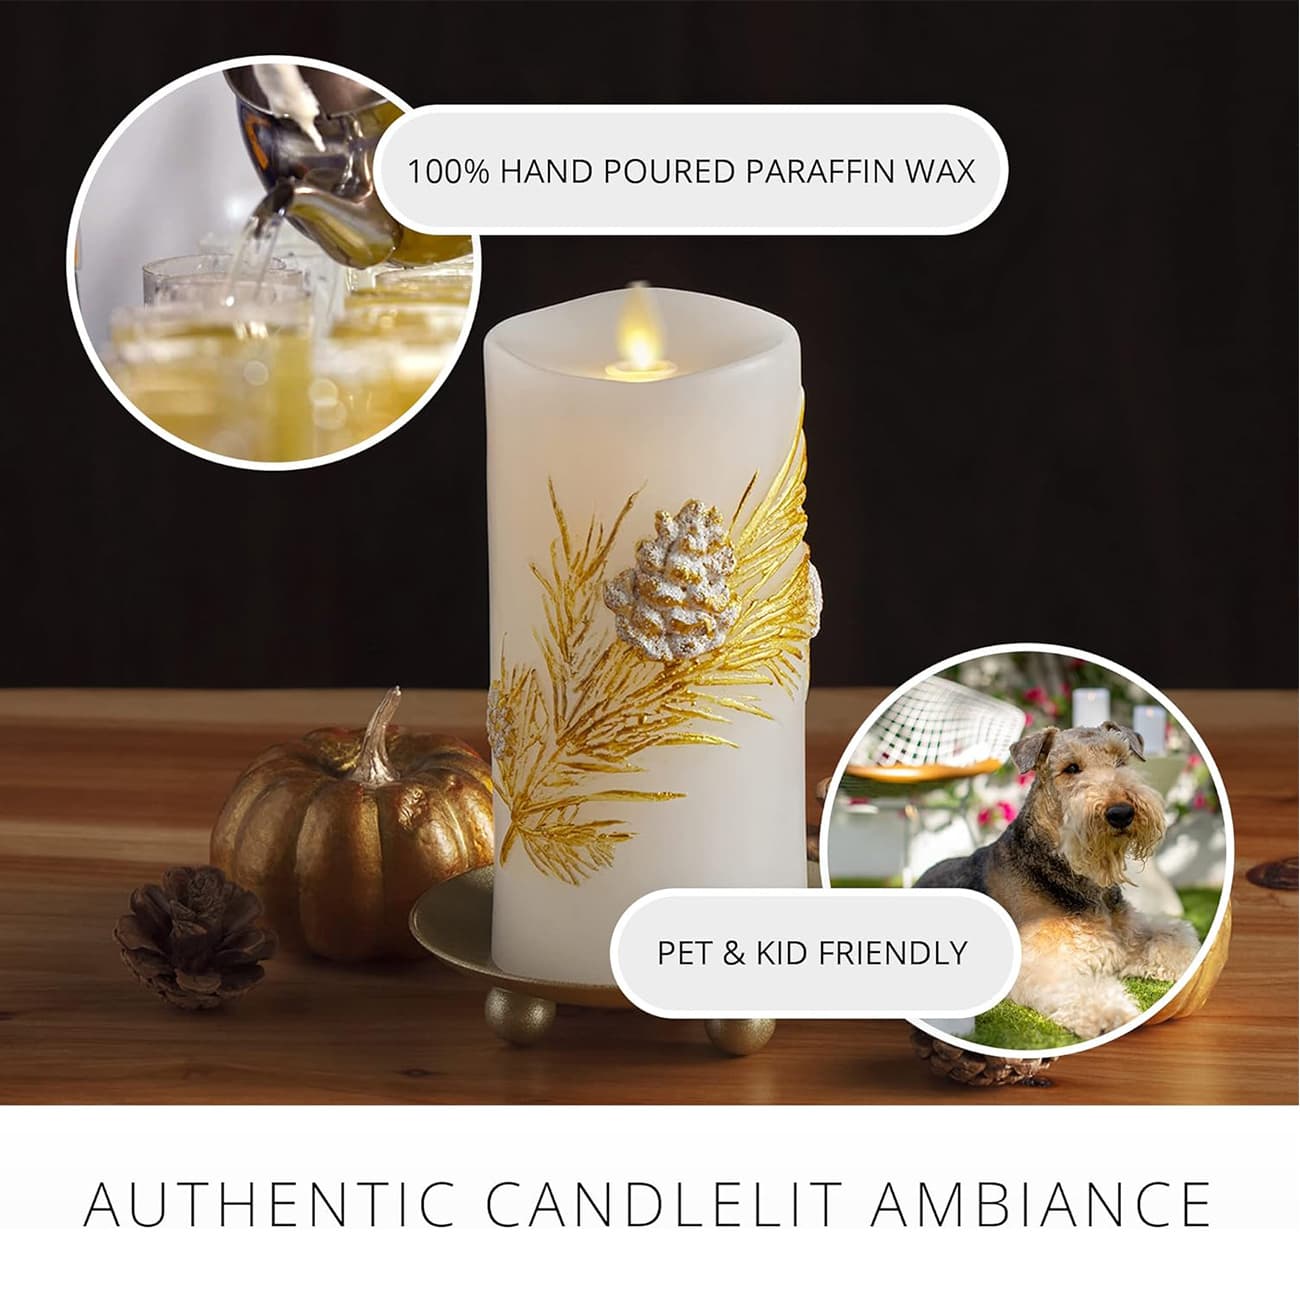 100% HAND POURED PARAFFIN WAX
PET & KID FRIENDLY
AUTHENTIC CANDLELIT AMBIANCE